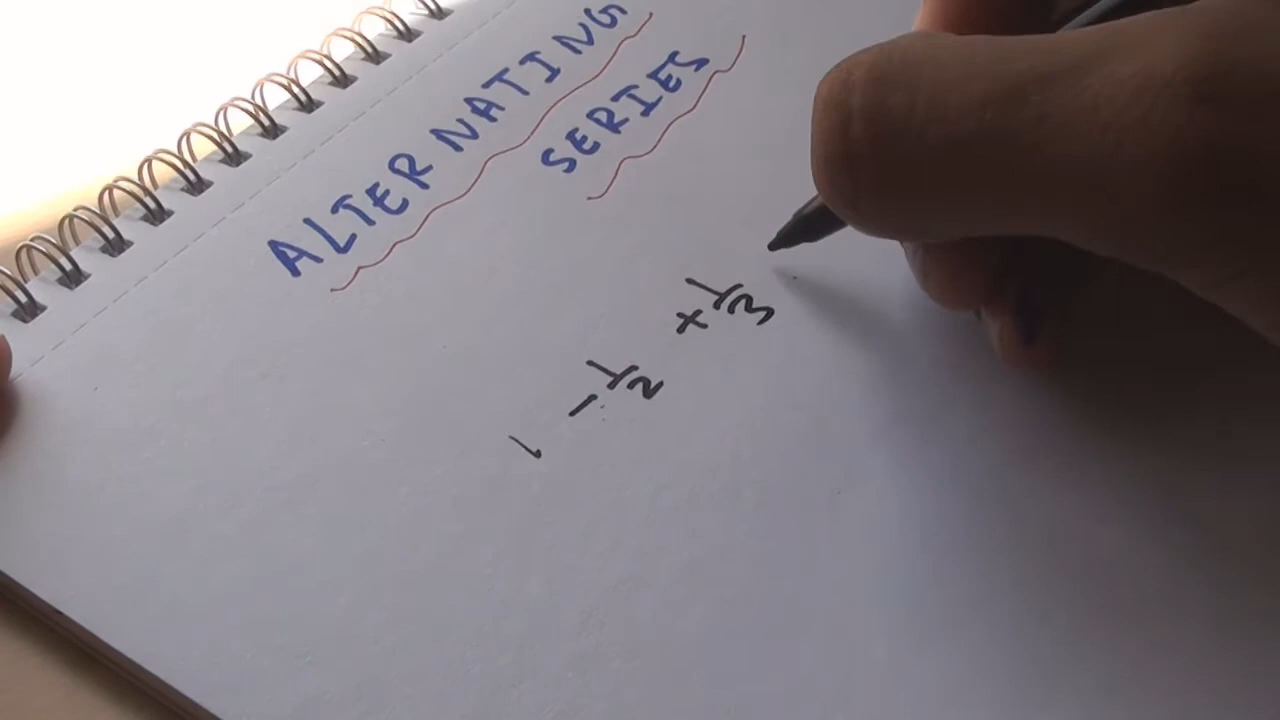 ALTERNATING
SERIES
1 - 1/2 + 1/3